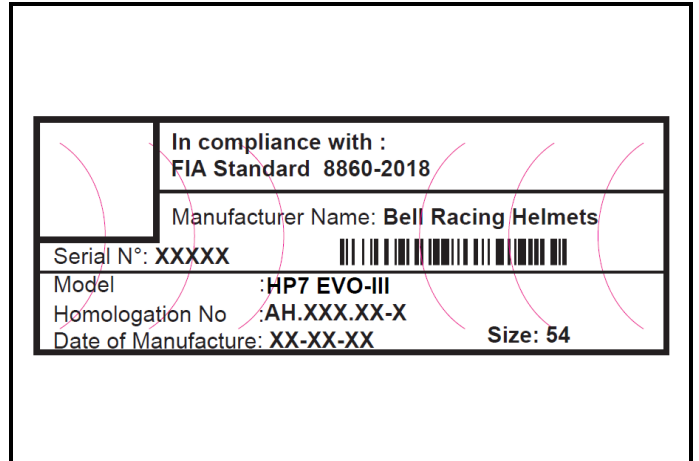 In compliance with :
FIA Standard 8860-2018
Manufacturer Name: Bell Racing Helmets
Serial N°: XXXXX
Model :HP7 EVO-III
Homologation No :AH.XXX.XX-X
Date of Manufacture: XX-XX-XX Size: 54